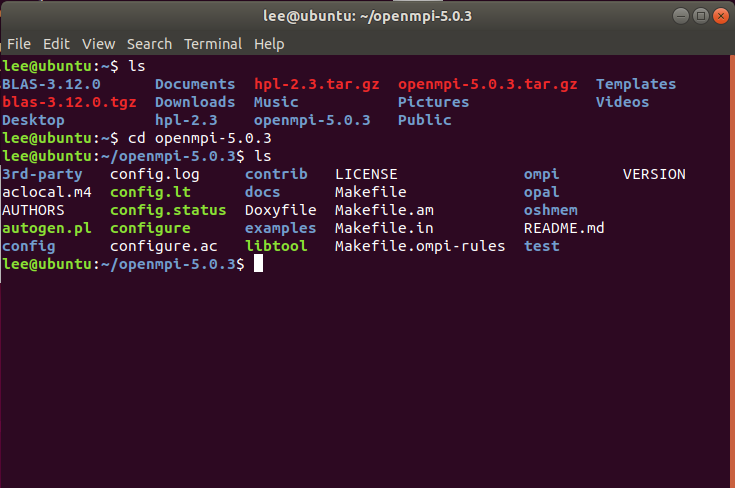 lee@ubuntu: ~/openmpi-5.0.3
File Edit View Search Terminal Help
lee@ubuntu:~$ ls
BLAS-3.12.0 Documents hpl-2.3.tar.gz openmpi-5.0.3.tar.gz Templates
blas-3.12.0.tgz Downloads Music Pictures Videos
Desktop hpl-2.3 openmpi-5.0.3 Public
lee@ubuntu:~$ cd openmpi-5.0.3
lee@ubuntu:~/openmpi-5.0.3$ ls
3rd-party config.log contrib LICENSE ompi VERSION
aclocal.m4 config.lt docs Makefile opal
AUTHORS config.status Doxyfile Makefile.am oshmem
autogen.pl configure examples Makefile.in README.md
config configure.ac libtool Makefile.ompi-rules test
lee@ubuntu:~/openmpi-5.0.3$